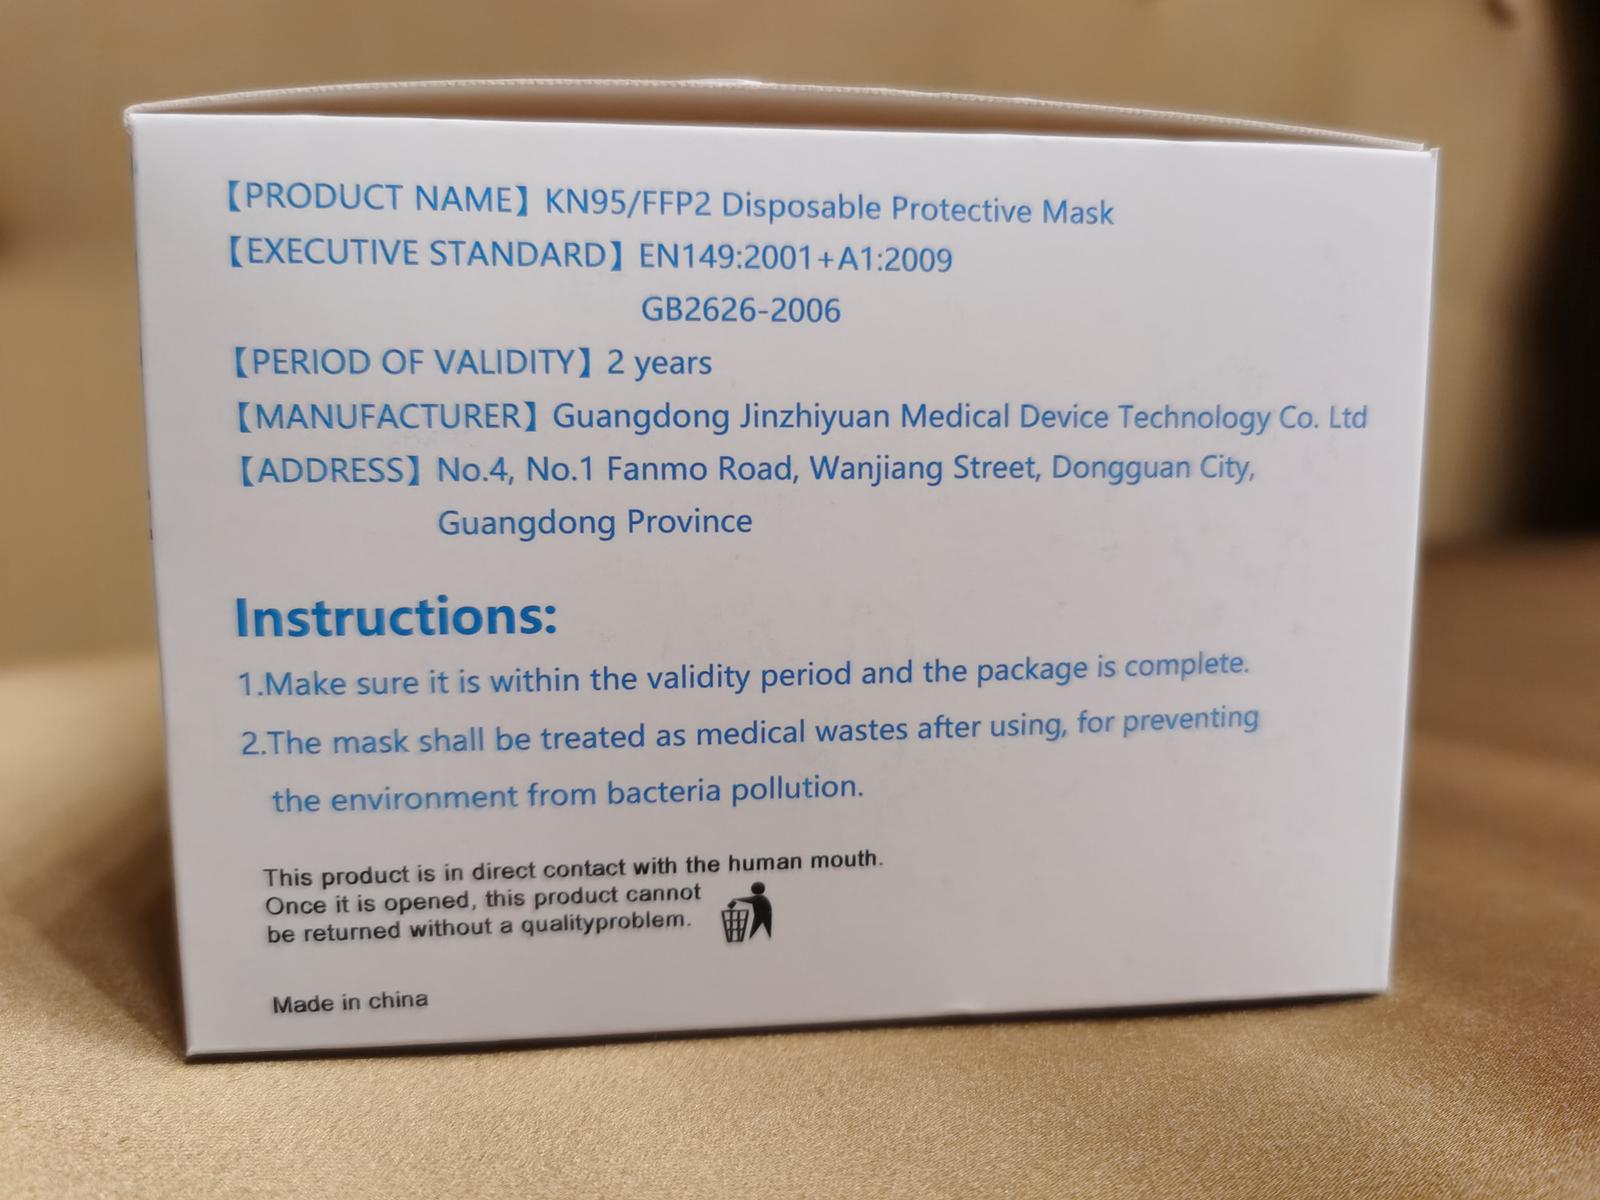 【PRODUCT NAME】KN95/FFP2 Disposable Protective Mask
【EXECUTIVE STANDARD】EN149:2001+A1:2009
GB2626-2006
【PERIOD OF VALIDITY】2 years
【MANUFACTURER】Guangdong Jinzhiyuan Medical Device Technology Co. Ltd
【ADDRESS】No.4, No.1 Fanmo Road, Wanjiang Street, Dongguan City,
Guangdong Province
Instructions:
1.Make sure it is within the validity period and the package is complete.
2.The mask shall be treated as medical wastes after using, for preventing
the environment from bacteria pollution.
This product is in direct contact with the human mouth.
Once it is opened, this product cannot
be returned without a qualityproblem.
Made in china